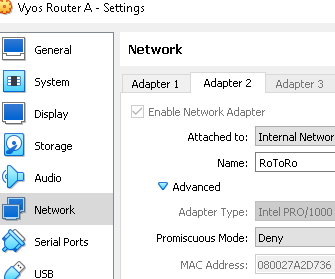 Vyos Router A - Settings
General
System
Display
Storage
Audio
Network
Serial Ports
USB
Network
Adapter 1 Adapter 2 Adapter 3
Enable Network Adapter
Attached to: Internal Networ
Name: RoToRo
Advanced
Adapter Type: Intel PRO/1000
Promiscuous Mode: Deny
MAC Address: 080027A2D736